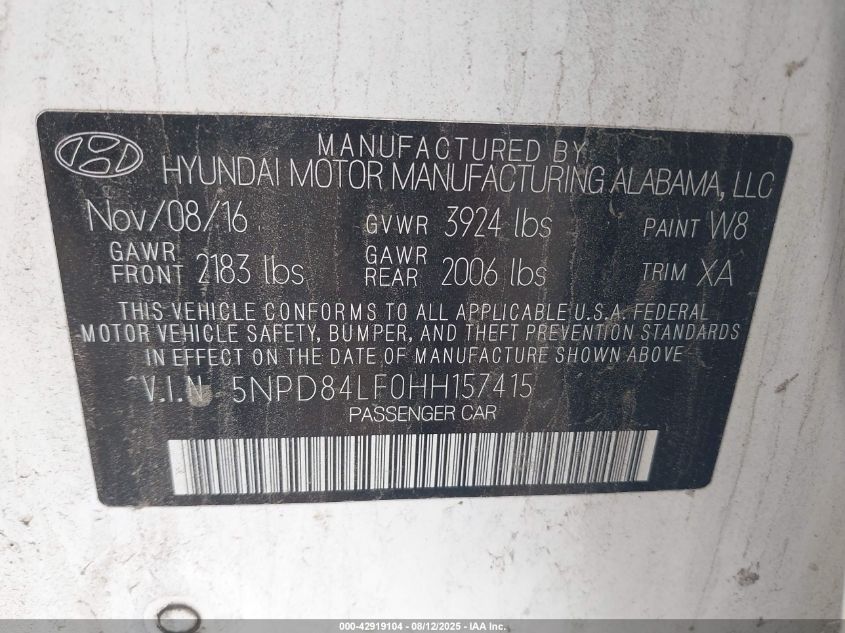 MANUFACTURED BY
HYUNDAI MOTOR MANUFACTURING ALABAMA, LLC
Nov/08/16 GVWR 3924 lbs PAINT W8
GAWR FRONT 2183 lbs GAWR REAR 2006 lbs TRIM XA
THIS VEHICLE CONFORMS TO ALL APPLICABLE U.S.A. FEDERAL
MOTOR VEHICLE SAFETY, BUMPER, AND THEFT PREVENTION STANDARDS
IN EFFECT ON THE DATE OF MANUFACTURE SHOWN ABOVE
V.I.N 5NPD84LF0HH157415
PASSENGER CAR
000-42919104 - 08/12/2025 - IAA Inc.